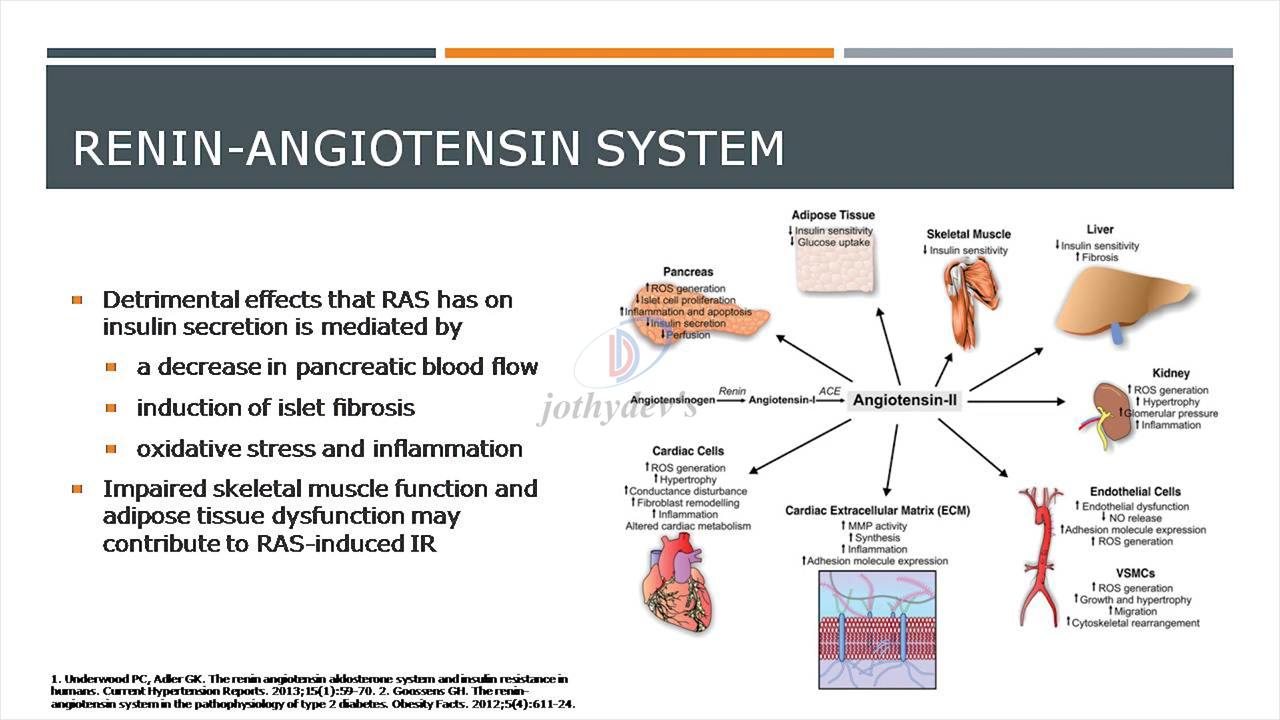 RENIN-ANGIOTENSIN SYSTEM
Detrimental effects that RAS has on
insulin secretion is mediated by
a decrease in pancreatic blood flow
induction of islet fibrosis
oxidative stress and inflammation
Impaired skeletal muscle function and
adipose tissue dysfunction may
contribute to RAS-induced IR
Adipose Tissue
↓Insulin sensitivity
↓Glucose uptake
Skeletal Muscle
↓Insulin sensitivity
Liver
↓Insulin sensitivity
↑Fibrosis
Pancreas
↑ROS generation
↓Islet cell proliferation
↑Inflammation and apoptosis
↓Insulin secretion
↓Perfusion
Kidney
↑ROS generation
↑Hypertrophy
↑Glomerular pressure
↑Inflammation
Angiotensinogen Renin Angiotensin-I ACE Angiotensin-II
jothydev's
Cardiac Cells
↑ROS generation
↑Hypertrophy
↑Conductance disturbance
↑Fibroblast remodelling
↑Inflammation
Altered cardiac metabolism
Cardiac Extracellular Matrix (ECM)
↑MMP activity
↑Synthesis
↑Inflammation
↑Adhesion molecule expression
Endothelial Cells
↑Endothelial dysfunction
↓NO release
↑Adhesion molecule expression
↑ROS generation
VSMCs
↑ROS generation
↑Growth and hypertrophy
↑Migration
↑Cytoskeletal rearrangement
1. Underwood PC, Adler GK. The renin angiotensin aldosterone system and insulin resistance in
humans. Current Hypertension Reports. 2013;15(1):59-70. 2. Goossens GH. The renin-
angiotensin system in the pathophysiology of type 2 diabetes. Obesity Facts. 2012;5(4):611-24.